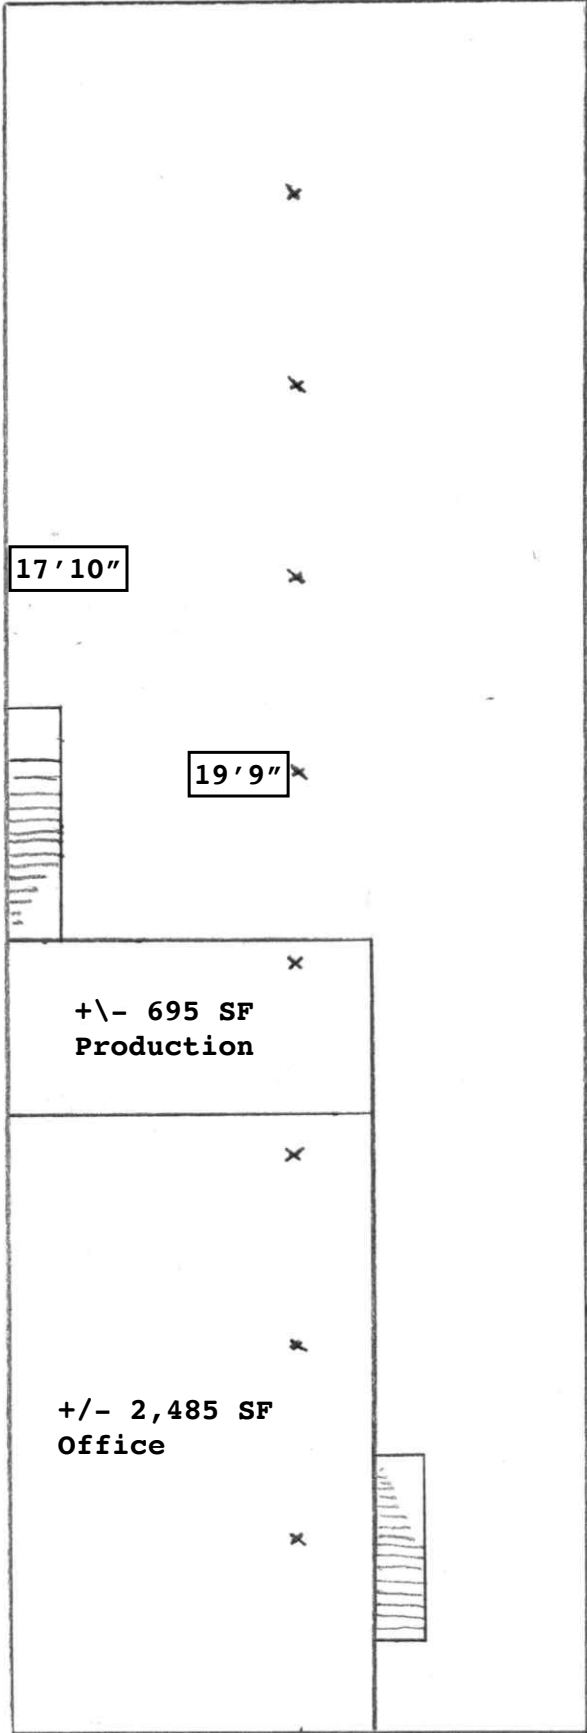 17'10"
19'9"
+\- 695 SF
Production
+/- 2,485 SF
Office